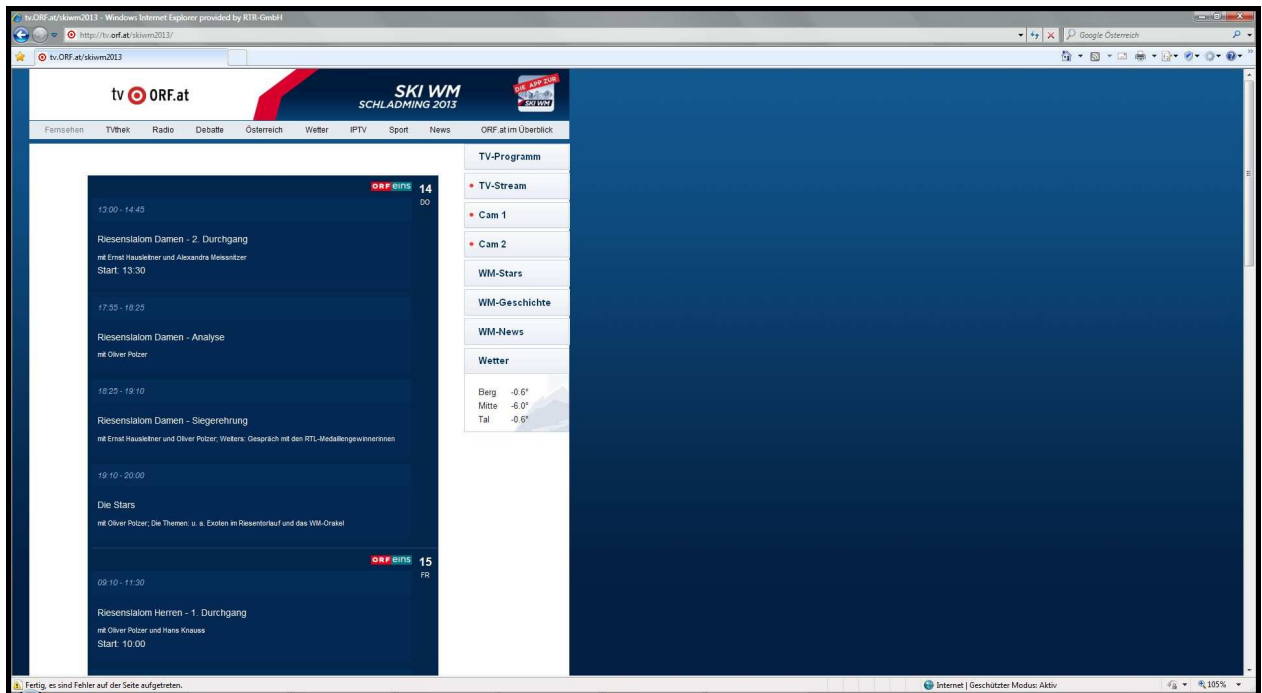 tv.ORF.at/skiwm2013 - Windows Internet Explorer provided by RTR-GmbH
http://tv.orf.at/skiwm2013/
Google Österreich
tv.ORF.at/skiwm2013
tv ORF.at
SKI WM
SCHLADMING 2013
DIE APP ZUR
SKI WM
Fernsehen TVthek Radio Debatte Österreich Wetter IPTV Sport News ORF.at im Überblick
ORF eins 14
DO
13:00 - 14:45
Riesenslalom Damen - 2. Durchgang
mit Ernst Hausleitner und Alexandra Meissnitzer
Start: 13:30
17:55 - 18:25
Riesenslalom Damen - Analyse
mit Oliver Polzer
18:25 - 19:10
Riesenslalom Damen - Siegerehrung
mit Ernst Hausleitner und Oliver Polzer; Weiters: Gespräch mit den RTL-Medaillengewinnerinnen
19:10 - 20:00
Die Stars
mit Oliver Polzer; Die Themen: u. a. Exoten im Riesentorlauf und das WM-Orakel
ORF eins 15
FR
09:10 - 11:30
Riesenslalom Herren - 1. Durchgang
mit Oliver Polzer und Hans Knauss
Start: 10:00
TV-Programm
TV-Stream
Cam 1
Cam 2
WM-Stars
WM-Geschichte
WM-News
Wetter
Berg -0.6°
Mitte -6.0°
Tal -0.6°
Fertig, es sind Fehler auf der Seite aufgetreten.
Internet | Geschützter Modus: Aktiv
105%